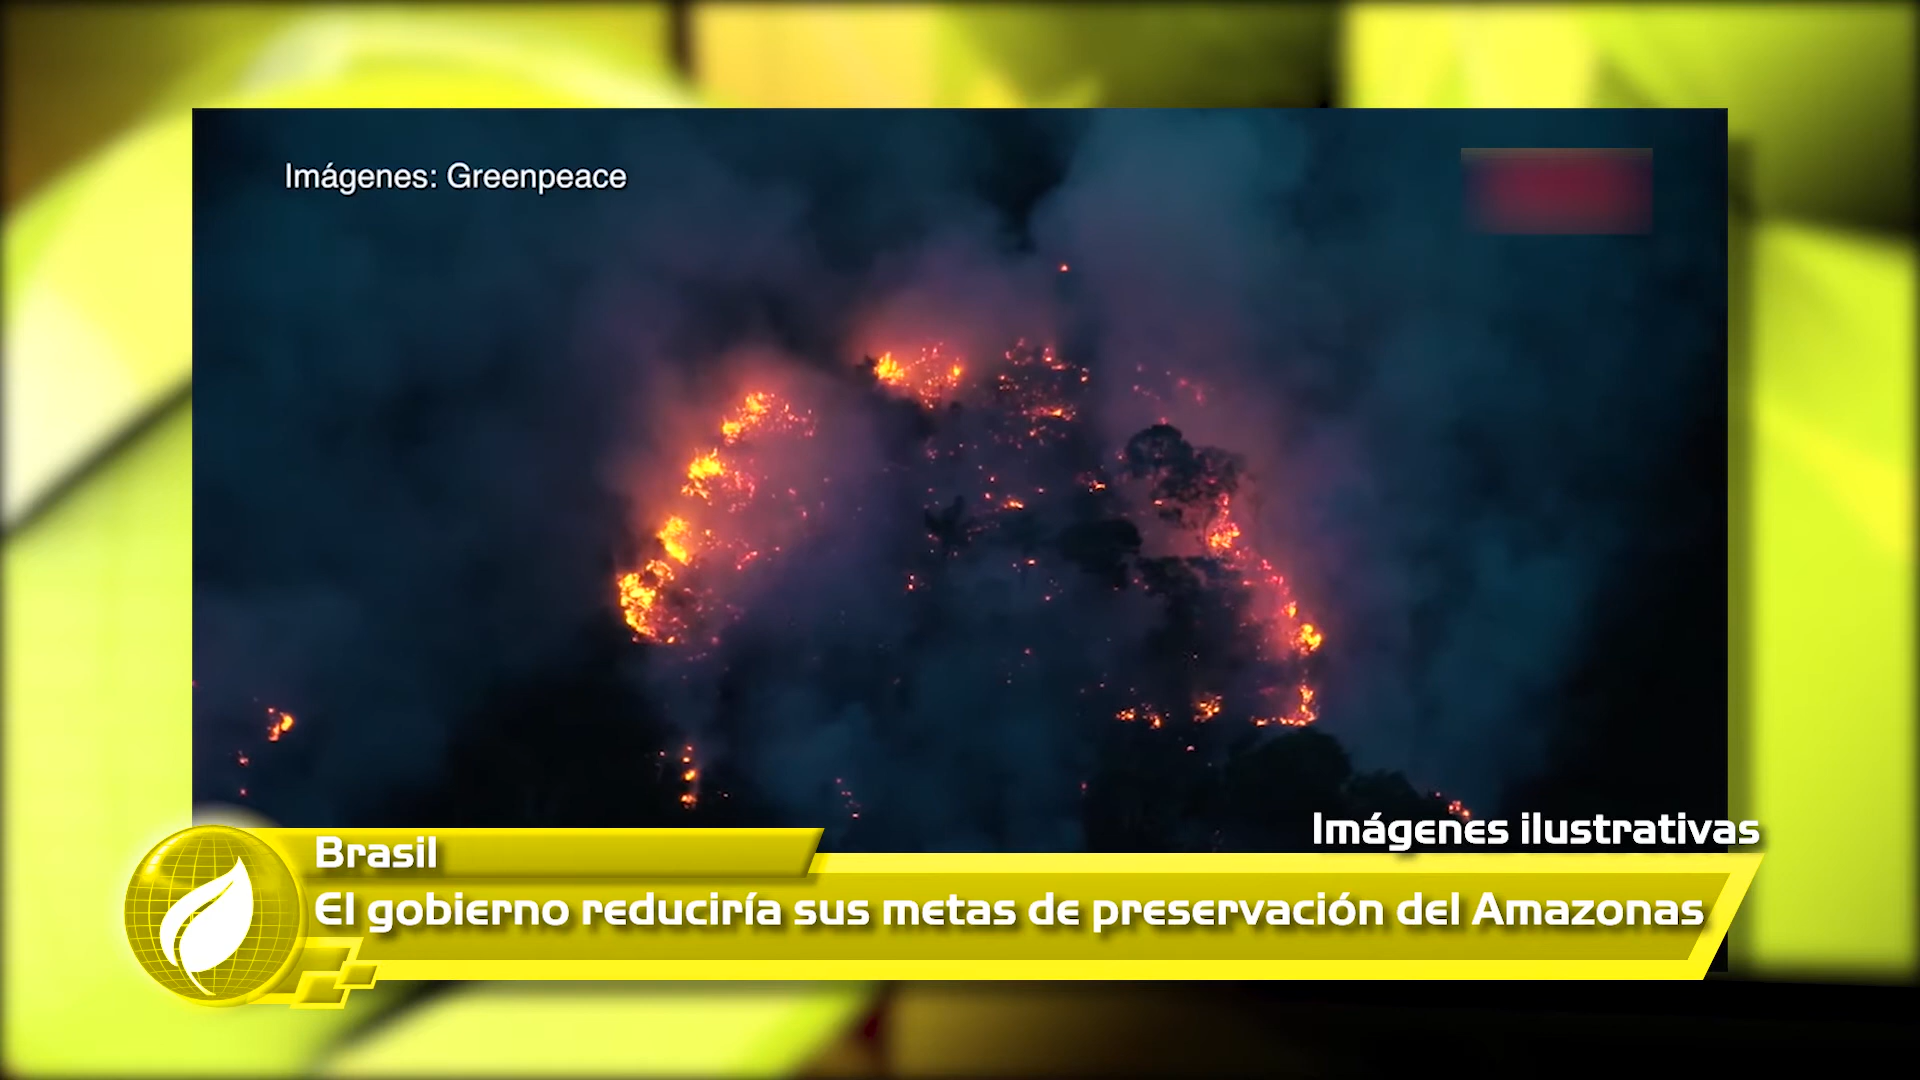 Imágenes: Greenpeace
Imágenes ilustrativas
Brasil
El gobierno reduciría sus metas de preservación del Amazonas